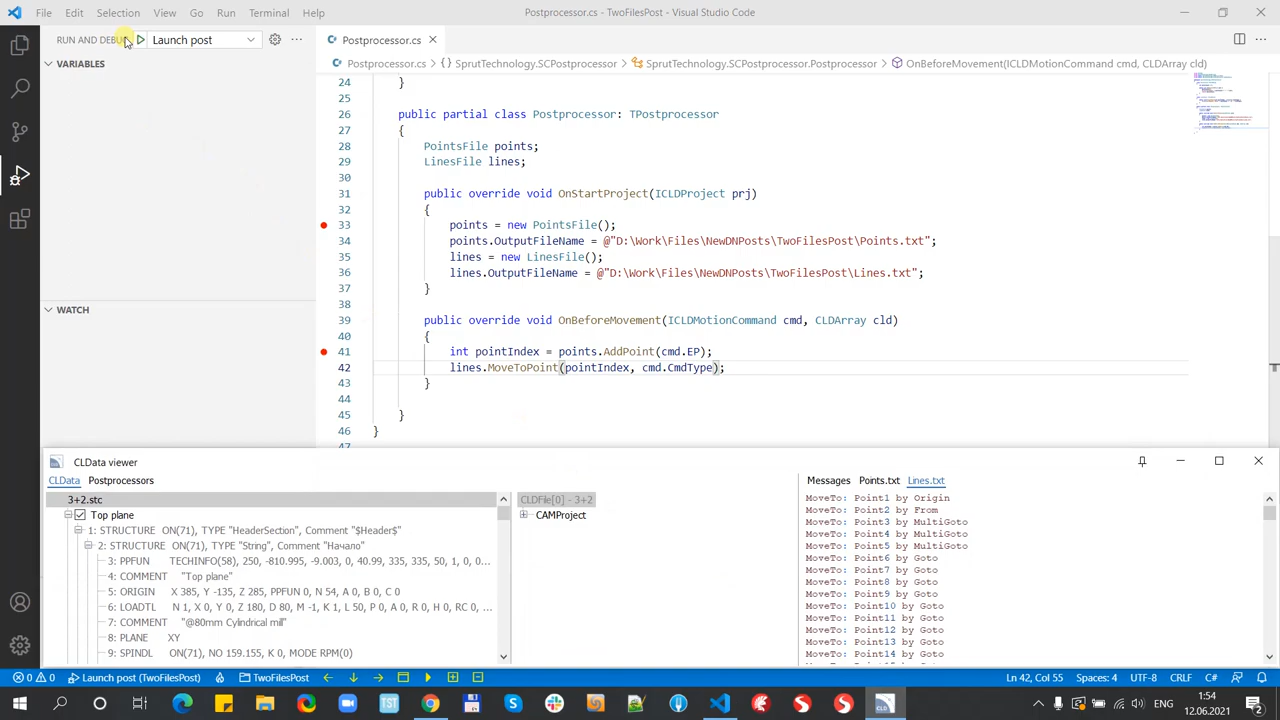 File Edit Selection View Go Run Terminal Help
Postprocessor.cs - TwoFilesPost - Visual Studio Code
RUN AND DEBUG
Launch post
VARIABLES
WATCH
Postprocessor.cs
Postprocessor.cs > {} SprutTechnology.SCPostprocessor > SprutTechnology.SCPostprocessor.Postprocessor > OnBeforeMovement(ICLDMotionCommand cmd, CLDArray cld)
24 }
25
26 public partial class Postprocessor: TPostprocessor
27 {
28 PointsFile points;
29 LinesFile lines;
30
31 public override void OnStartProject(ICLDProject prj)
32 {
33 points = new PointsFile();
34 points.OutputFileName = @"D:\Work\Files\NewDNPosts\TwoFilesPost\Points.txt";
35 lines = new LinesFile();
36 lines.OutputFileName = @"D:\Work\Files\NewDNPosts\TwoFilesPost\Lines.txt";
37 }
38
39 public override void OnBeforeMovement(ICLDMotionCommand cmd, CLDArray cld)
40 {
41 int pointIndex = points.AddPoint(cmd.EP);
42 lines.MoveToPoint(pointIndex, cmd.CmdType);
43 }
44
45 }
46 }
47
CLData viewer
CLData Postprocessors
3+2.stc
Top plane
1: STRUCTURE ON(71), TYPE "HeaderSection", Comment "$Header$"
2: STRUCTURE ON(71), TYPE "String", Comment "Начало"
3: PPFUN TECHINFO(58), 250, -810.995, -9.003, 0, 40.99, 335, 335, 50, 1, 0, 0...
4: COMMENT "Top plane"
5: ORIGIN X 385, Y -135, Z 285, PPFUN 0, N 54, A 0, B 0, C 0
6: LOADTL N 1, X 0, Y 0, Z 180, D 80, M -1, K 1, L 50, P 0, A 0, R 0, H 0, RC 0, ...
7: COMMENT "@80mm Cylindrical mill"
8: PLANE XY
9: SPINDL ON(71), NO 159.155, K 0, MODE RPM(0)
CLDFile[0] - 3+2
CAMProject
Messages Points.txt Lines.txt
MoveTo: Point1 by Origin
MoveTo: Point2 by From
MoveTo: Point3 by MultiGoto
MoveTo: Point4 by MultiGoto
MoveTo: Point5 by MultiGoto
MoveTo: Point6 by Goto
MoveTo: Point7 by Goto
MoveTo: Point8 by Goto
MoveTo: Point9 by Goto
MoveTo: Point10 by Goto
MoveTo: Point11 by Goto
MoveTo: Point12 by Goto
MoveTo: Point13 by Goto
MoveTo: Point14 by Goto
0 0 Launch post (TwoFilesPost) TwoFilesPost
Ln 42, Col 55 Spaces: 4 UTF-8 CRLF C#
1ST
CLD
ENG
1:54
12.06.2021
2